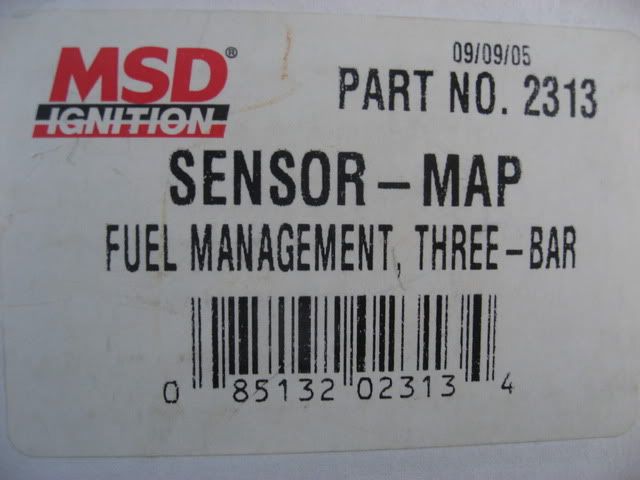 MSD®
IGNITION
09/09/05
PART NO. 2313
SENSOR – MAP
FUEL MANAGEMENT, THREE – BAR
0 85132 02313 4